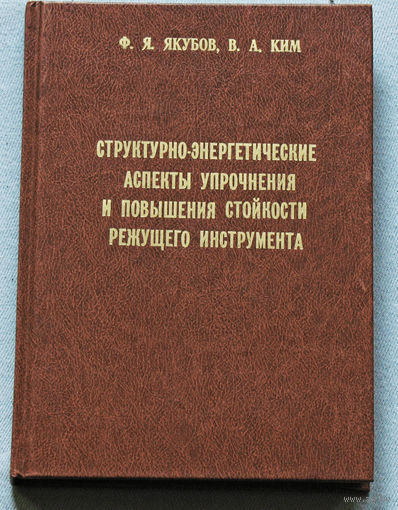 Ф. Я. ЯКУБОВ, В. А. КИМ
СТРУКТУРНО-ЭНЕРГЕТИЧЕСКИЕ
АСПЕКТЫ УПРОЧНЕНИЯ
И ПОВЫШЕНИЯ СТОЙКОСТИ
РЕЖУЩЕГО ИНСТРУМЕНТА